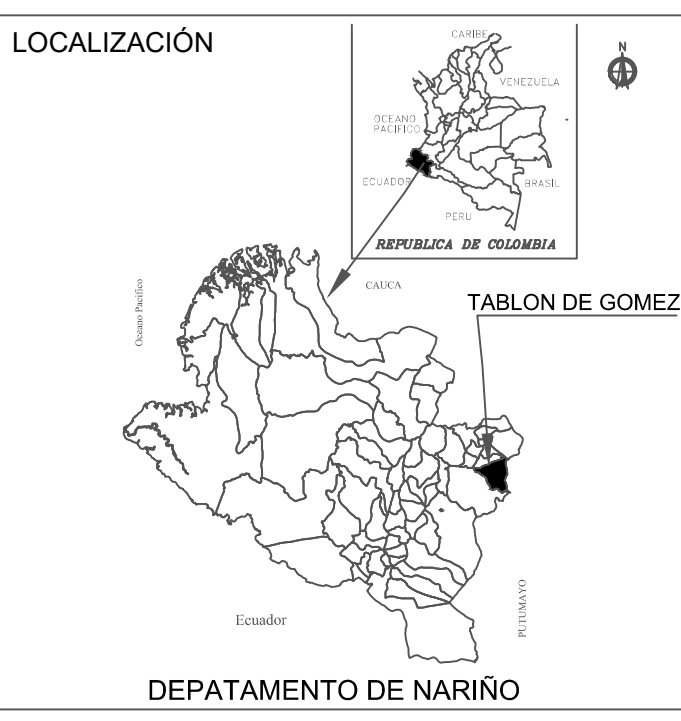 LOCALIZACIÓN
CARIBE
N
VENEZUELA
OCEANO
PACIFICO
ECUADOR
BRASIL
PERU
REPUBLICA DE COLOMBIA
Oceano Pacifico
CAUCA
TABLON DE GOMEZ
Ecuador
PUTUMAYO
DEPATAMENTO DE NARIÑO